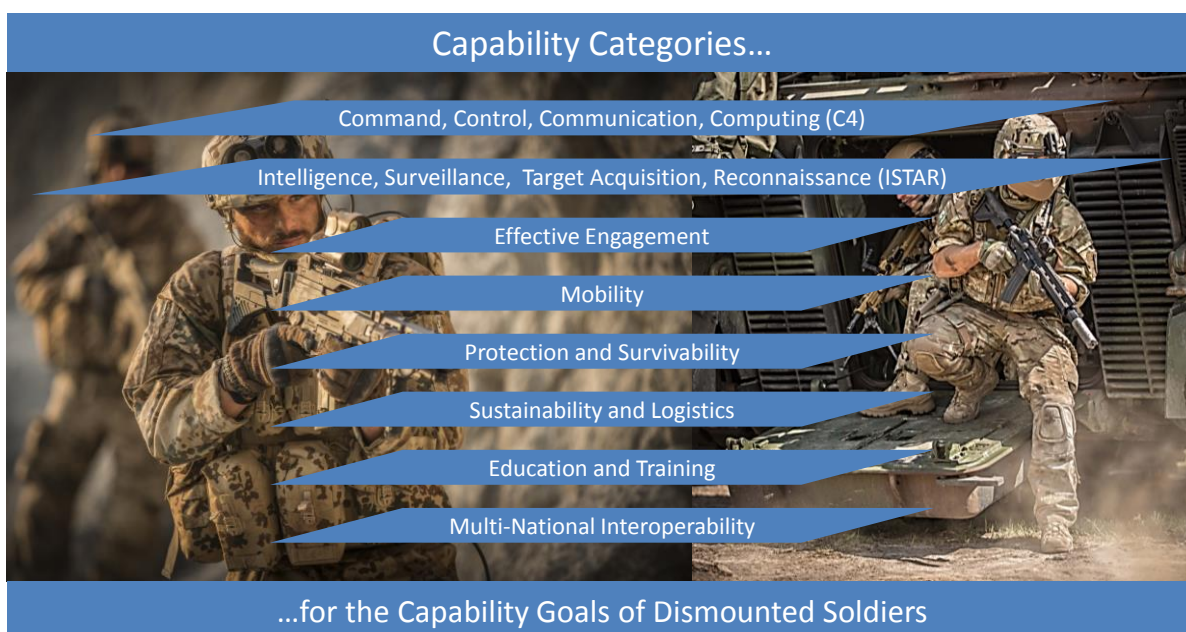 Capability Categories…
Command, Control, Communication, Computing (C4)
Intelligence, Surveillance, Target Acquisition, Reconnaissance (ISTAR)
Effective Engagement
Mobility
Protection and Survivability
Sustainability and Logistics
Education and Training
Multi-National Interoperability
…for the Capability Goals of Dismounted Soldiers